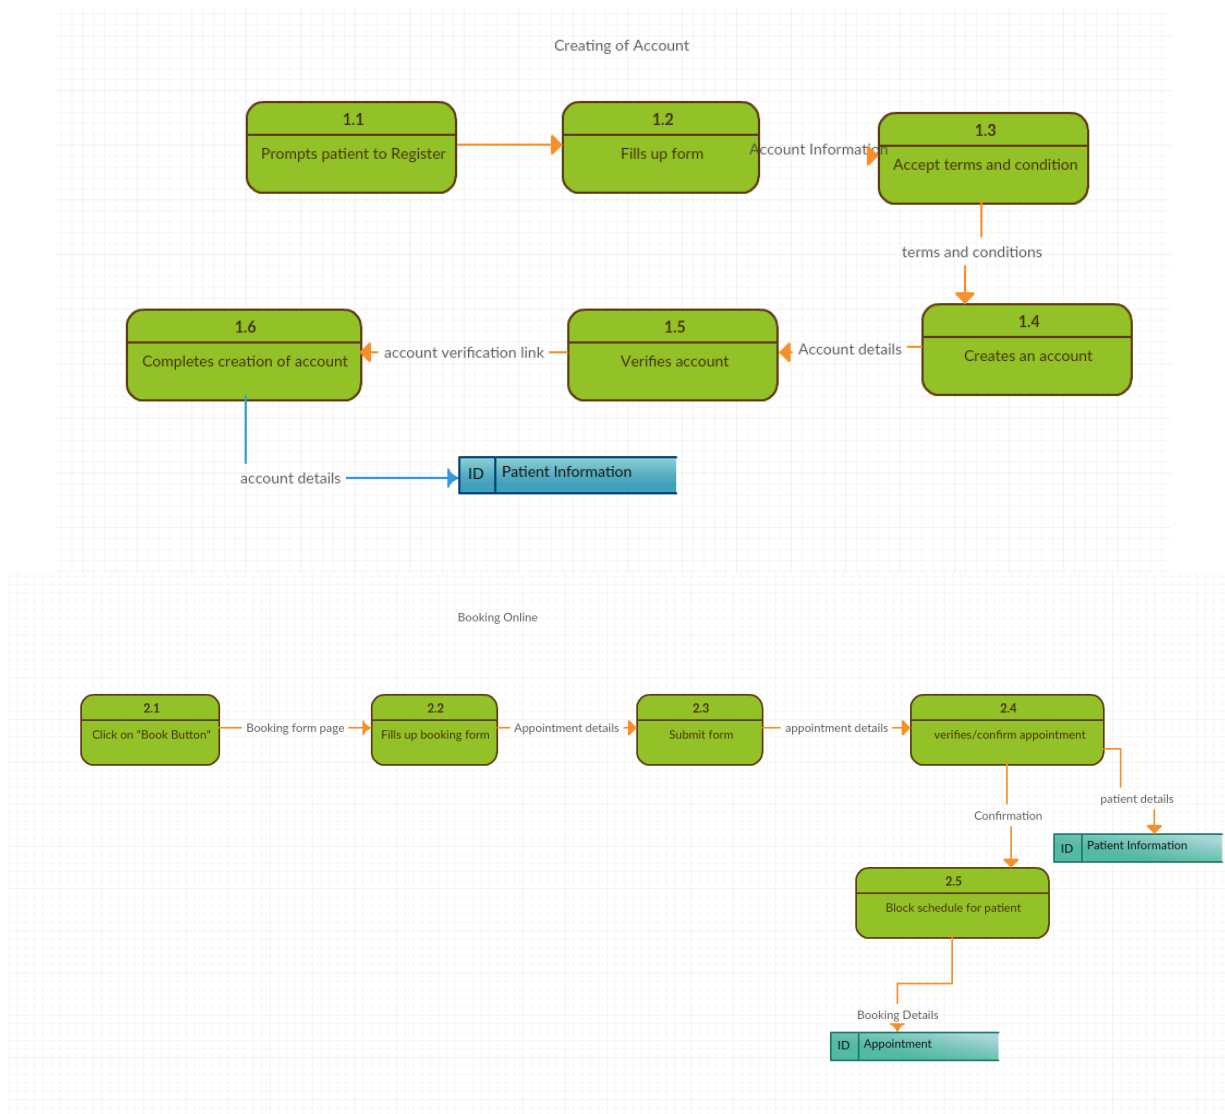 Creating of Account
1.1
Prompts patient to Register
1.2
Fills up form
Account Information
1.3
Accept terms and condition
terms and conditions
1.4
Creates an account
Account details
1.5
Verifies account
account verification link
1.6
Completes creation of account
account details
ID
Patient Information
Booking Online
2.1
Click on "Book Button"
Booking form page
2.2
Fills up booking form
Appointment details
2.3
Submit form
appointment details
2.4
verifies/confirm appointment
patient details
ID
Patient Information
Confirmation
2.5
Block schedule for patient
Booking Details
ID
Appointment